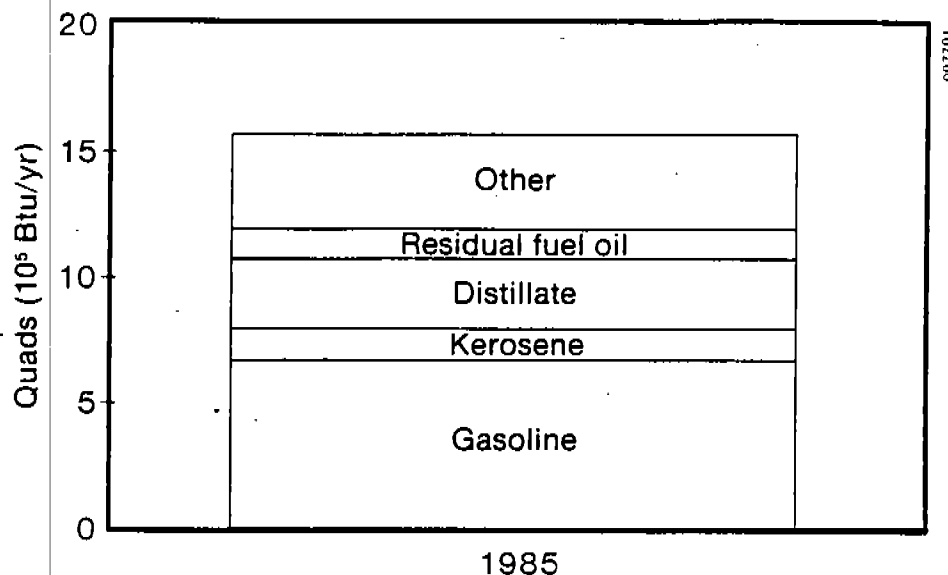 20
15
10
5
0
Quads (10⁵ Btu/yr)
Other
Residual fuel oil
Distillate
Kerosene
Gasoline
1985